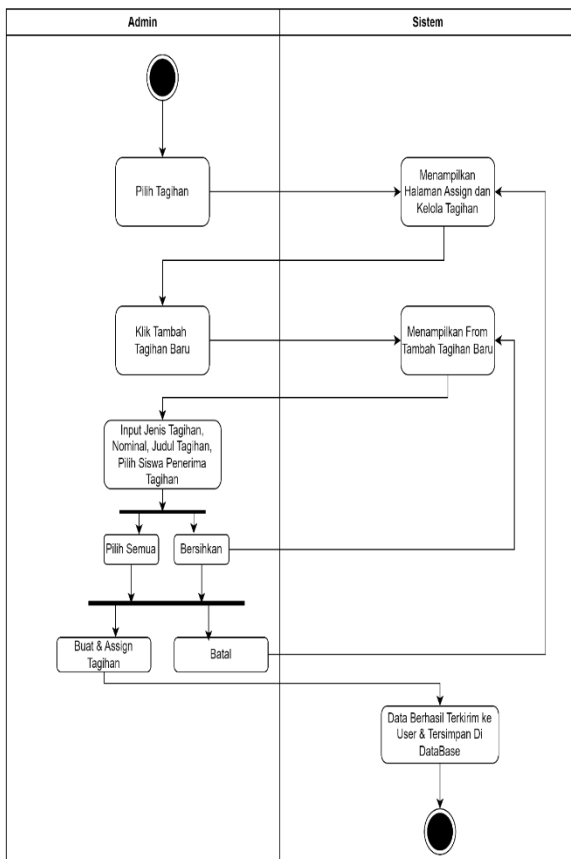 Admin
Sistem
Pilih Tagihan
Menampilkan
Halaman Assign dan
Kelola Tagihan
Klik Tambah
Tagihan Baru
Menampilkan From
Tambah Tagihan Baru
Input Jenis Tagihan,
Nominal, Judul Tagihan,
Pilih Siswa Penerima
Tagihan
Pilih Semua
Bersihkan
Buat & Assign
Tagihan
Batal
Data Berhasil Terkirim ke
User & Tersimpan Di
DataBase